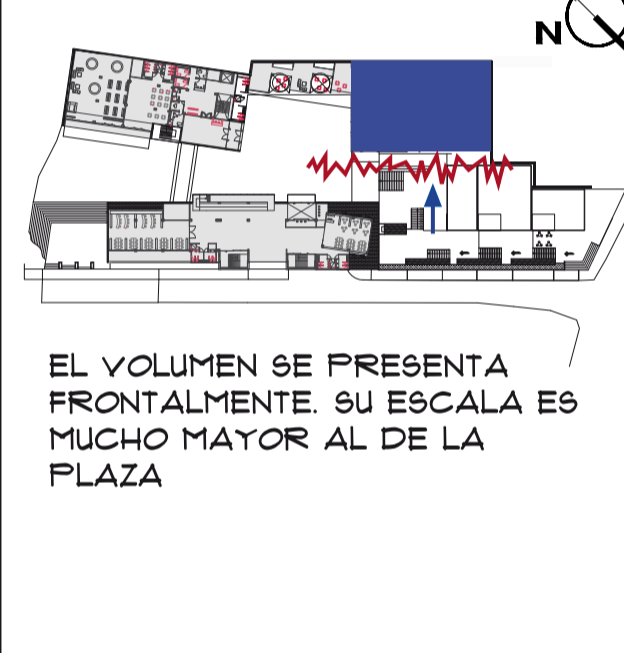 N
EL VOLUMEN SE PRESENTA
FRONTALMENTE. SU ESCALA ES
MUCHO MAYOR AL DE LA
PLAZA